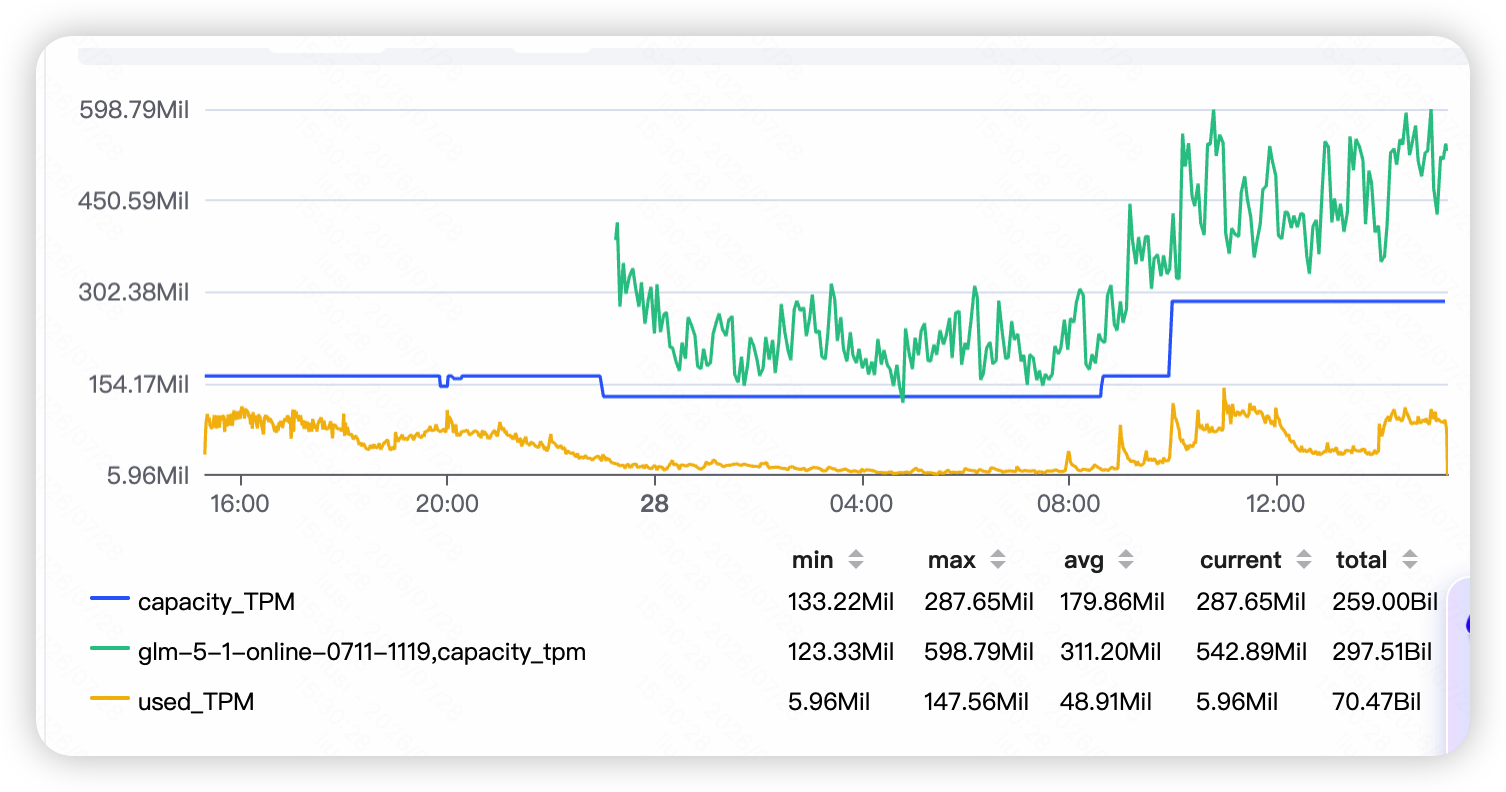 598.79Mil
450.59Mil
302.38Mil
154.17Mil
5.96Mil
16:00 20:00 28 04:00 08:00 12:00
min max avg current total
capacity_TPM 133.22Mil 287.65Mil 179.86Mil 287.65Mil 259.00Bil
glm-5-1-online-0711-1119,capacity_tpm 123.33Mil 598.79Mil 311.20Mil 542.89Mil 297.51Bil
used_TPM 5.96Mil 147.56Mil 48.91Mil 5.96Mil 70.47Bil